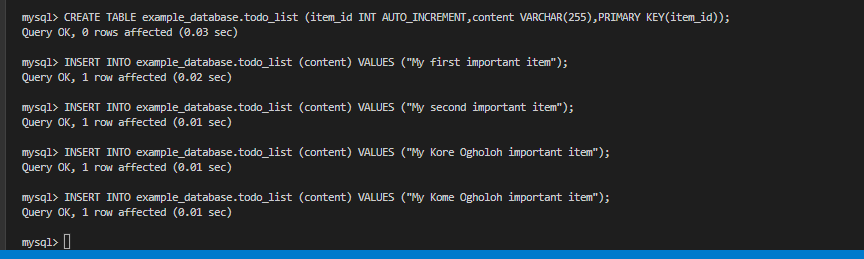 mysql> CREATE TABLE example_database.todo_list (item_id INT AUTO_INCREMENT,content VARCHAR(255),PRIMARY KEY(item_id));
Query OK, 0 rows affected (0.03 sec)
mysql> INSERT INTO example_database.todo_list (content) VALUES ("My first important item");
Query OK, 1 row affected (0.02 sec)
mysql> INSERT INTO example_database.todo_list (content) VALUES ("My second important item");
Query OK, 1 row affected (0.01 sec)
mysql> INSERT INTO example_database.todo_list (content) VALUES ("My Kore Ogholoh important item");
Query OK, 1 row affected (0.01 sec)
mysql> INSERT INTO example_database.todo_list (content) VALUES ("My Kome Ogholoh important item");
Query OK, 1 row affected (0.01 sec)
mysql>